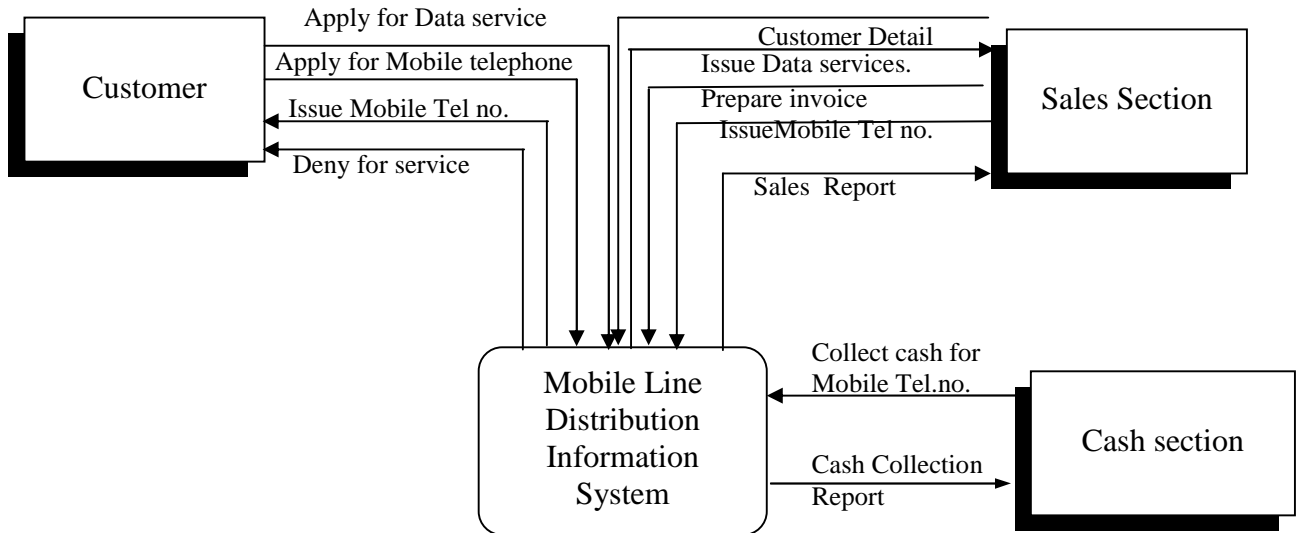 Apply for Data service
Customer
Apply for Mobile telephone
Issue Mobile Tel no.
Deny for service
Customer Detail
Issue Data services.
Prepare invoice
IssueMobile Tel no.
Sales Report
Sales Section
Mobile Line
Distribution
Information
System
Collect cash for
Mobile Tel.no.
Cash Collection
Report
Cash section